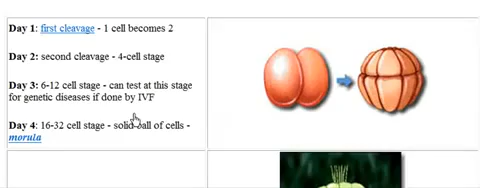 Day 1: first cleavage - 1 cell becomes 2
Day 2: second cleavage - 4-cell stage
Day 3: 6-12 cell stage - can test at this stage
for genetic diseases if done by IVF
Day 4: 16-32 cell stage - solid ball of cells -
morula